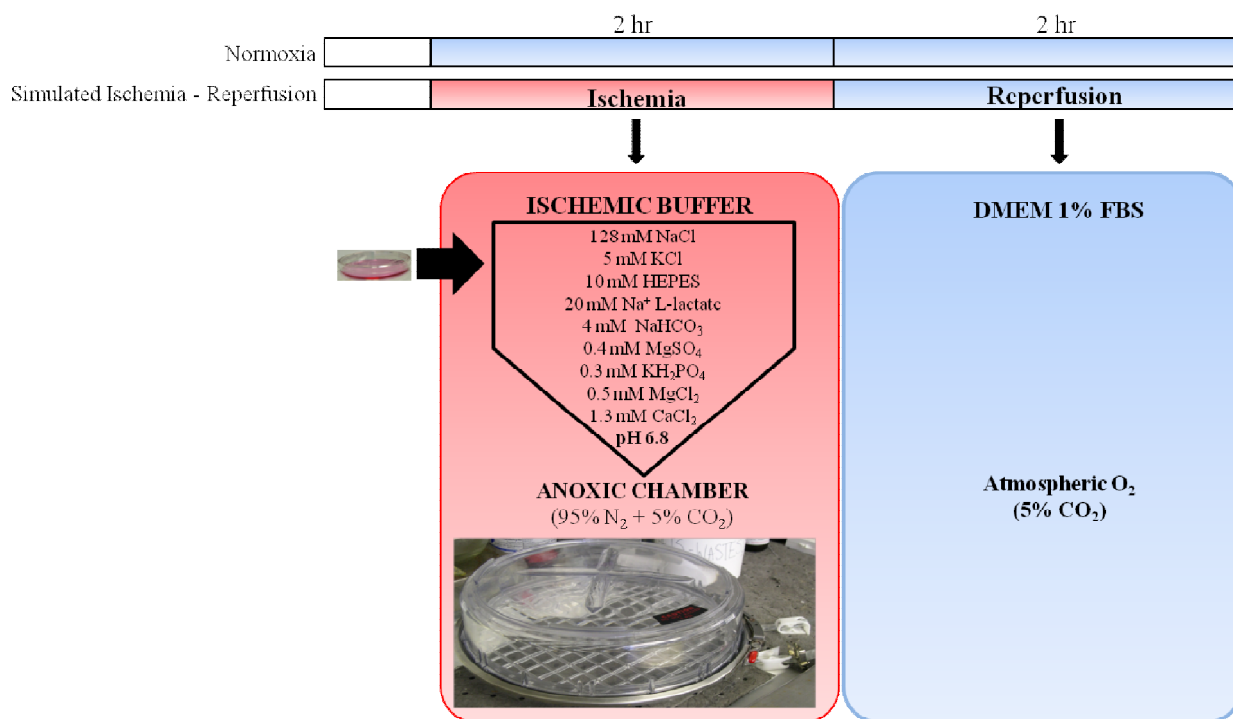 2 hr 2 hr
Normoxia
Simulated Ischemia - Reperfusion Ischemia Reperfusion
ISCHEMIC BUFFER
128 mM NaCl
5 mM KCl
10 mM HEPES
20 mM Na⁺ L-lactate
4 mM NaHCO₃
0.4 mM MgSO₄
0.3 mM KH₂PO₄
0.5 mM MgCl₂
1.3 mM CaCl₂
pH 6.8
ANOXIC CHAMBER
(95% N₂ + 5% CO₂)
WASTE
DMEM 1% FBS
Atmospheric O₂
(5% CO₂)